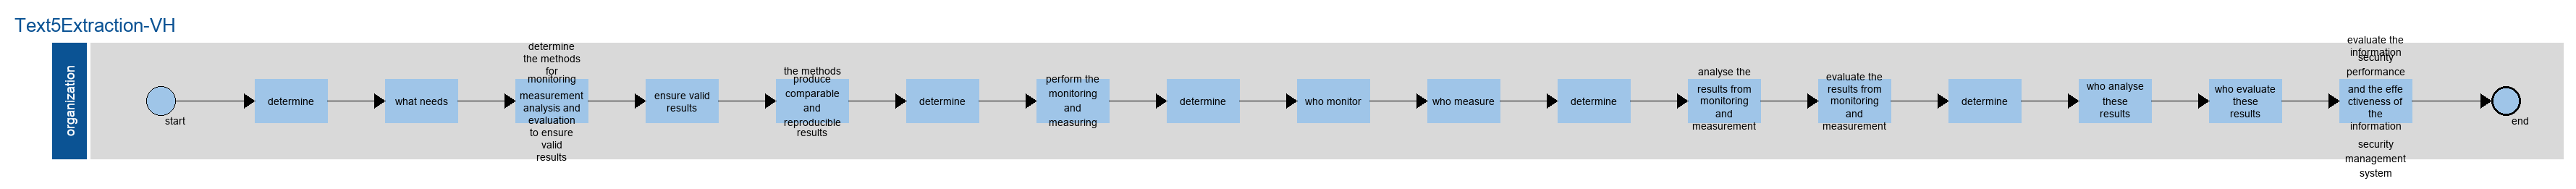 Text5Extraction-VH
organization
start
determine
what needs
determine
the methods
for
monitoring
measurement
analysis and
evaluation
to ensure
valid
results
ensure valid
results
the methods
produce
comparable
and
reproducible
results
determine
perform the
monitoring
and
measuring
determine
who monitor
who measure
determine
analyse the
results from
monitoring
and
measurement
evaluate the
results from
monitoring
and
measurement
determine
who analyse
these
results
who evaluate
these
results
evaluate the
information
security
performance
and the effe
ctiveness of
the
information
security
management
system
end